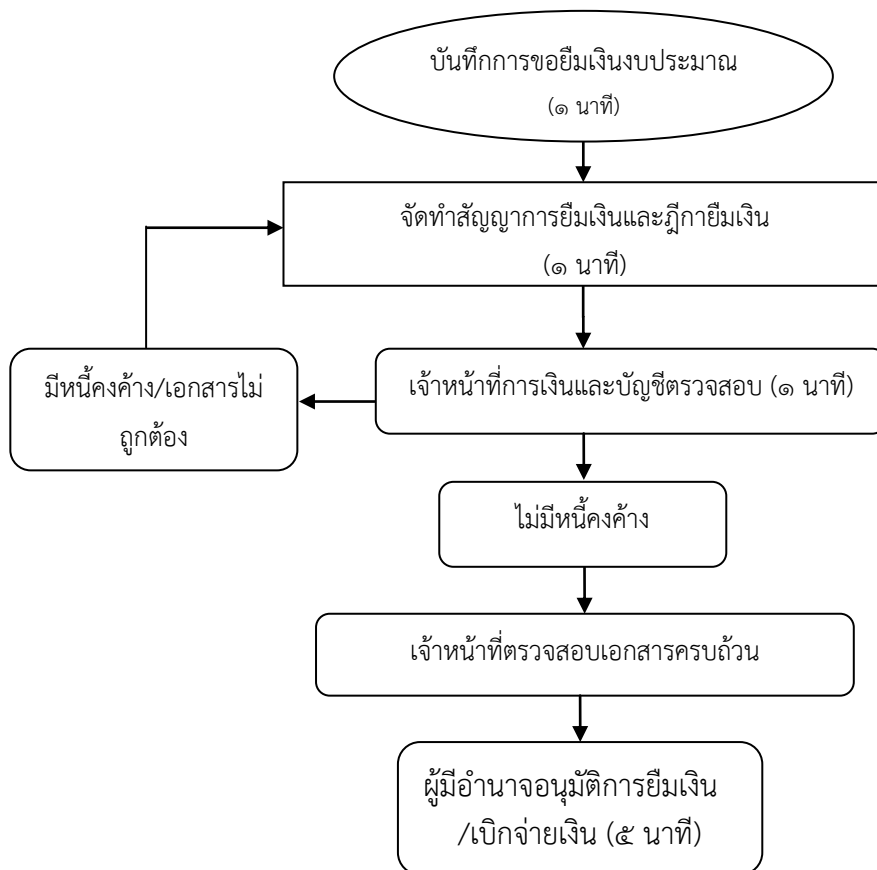 บันทึกการขอยืมเงินงบประมาณ
(๑ นาที)
จัดทำสัญญาการยืมเงินและฎีกายืมเงิน
(๑ นาที)
มีหนี้คงค้าง/เอกสารไม่
ถูกต้อง
เจ้าหน้าที่การเงินและบัญชีตรวจสอบ (๑ นาที)
ไม่มีหนี้คงค้าง
เจ้าหน้าที่ตรวจสอบเอกสารครบถ้วน
ผู้มีอำนาจอนุมัติการยืมเงิน
/เบิกจ่ายเงิน (๕ นาที)